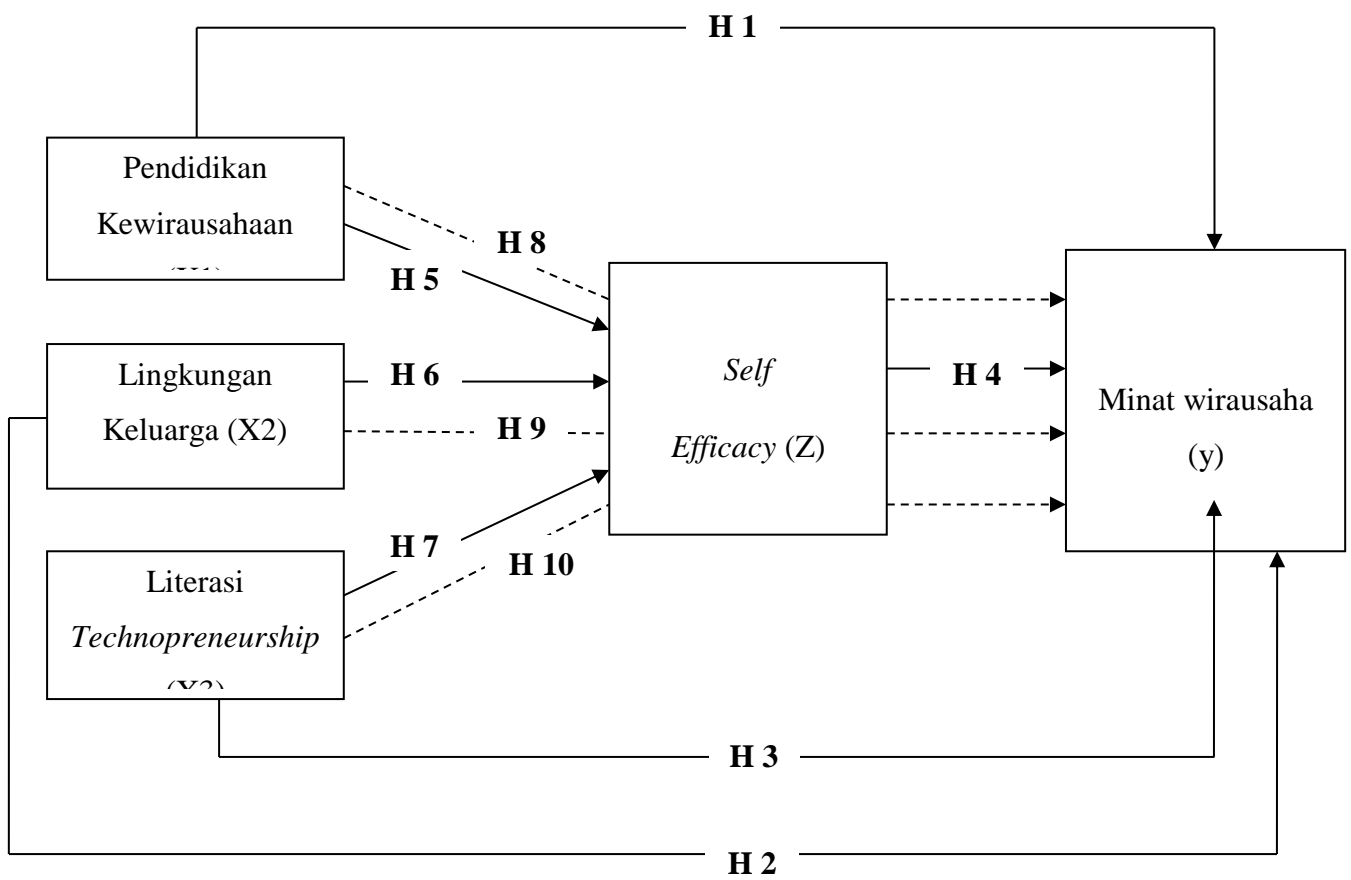 H 1
Pendidikan
Kewirausahaan
H 8
H 5
Lingkungan
Keluarga (X2)
H 6
H 9
Self
Efficacy (Z)
H 4
Minat wirausaha
(y)
Literasi
Technopreneurship
H 7
H 10
H 3
H 2